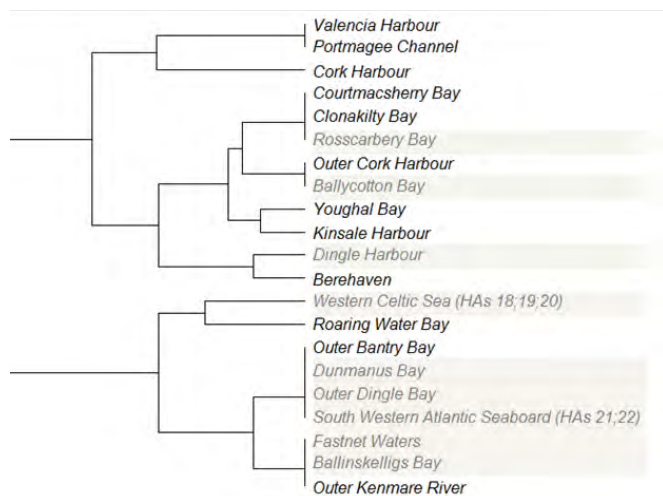 Valencia Harbour
Portmagee Channel
Cork Harbour
Courtmacsherry Bay
Clonakilty Bay
Rosscarbery Bay
Outer Cork Harbour
Ballycotton Bay
Youghal Bay
Kinsale Harbour
Dingle Harbour
Berehaven
Western Celtic Sea (HAs 18;19;20)
Roaring Water Bay
Outer Bantry Bay
Dunmanus Bay
Outer Dingle Bay
South Western Atlantic Seaboard (HAs 21;22)
Fastnet Waters
Ballinskelligs Bay
Outer Kenmare River